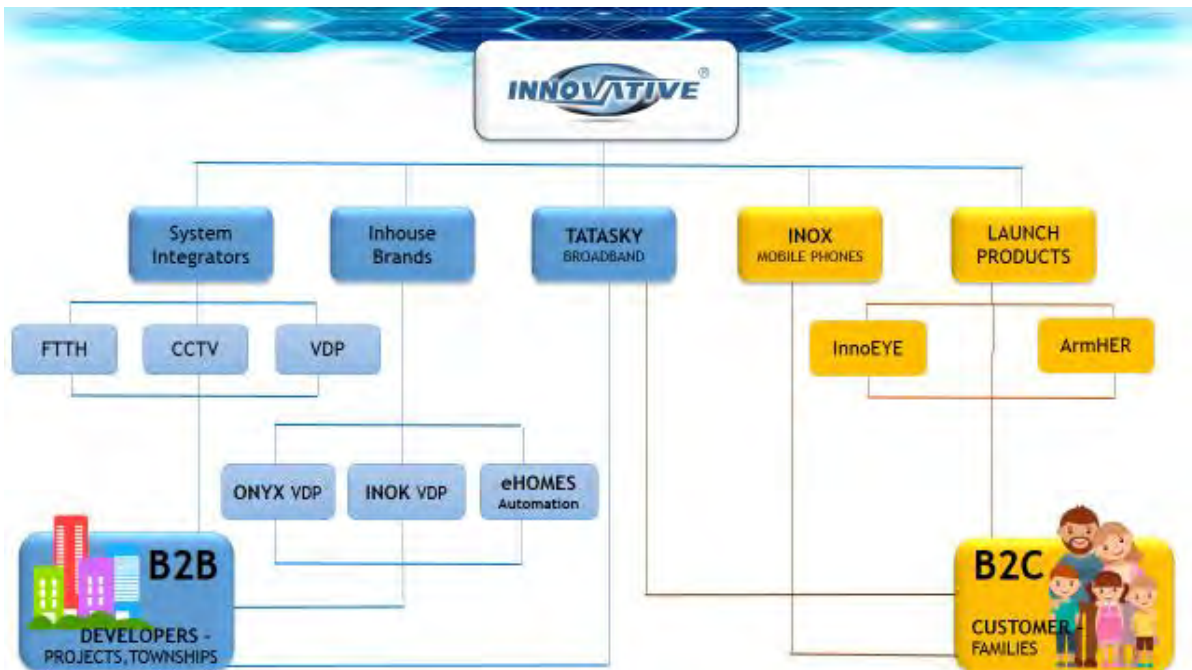 INNOVATIVE®
System
Integrators
Inhouse
Brands
TATASKY
BROADBAND
INOX
MOBILE PHONES
LAUNCH
PRODUCTS
FTTH
CCTV
VDP
InnoEYE
ArmHER
ONYX VDP
INOK VDP
eHOMES
Automation
B2B
DEVELOPERS -
PROJECTS,TOWNSHIPS
B2C
CUSTOMER -
FAMILIES